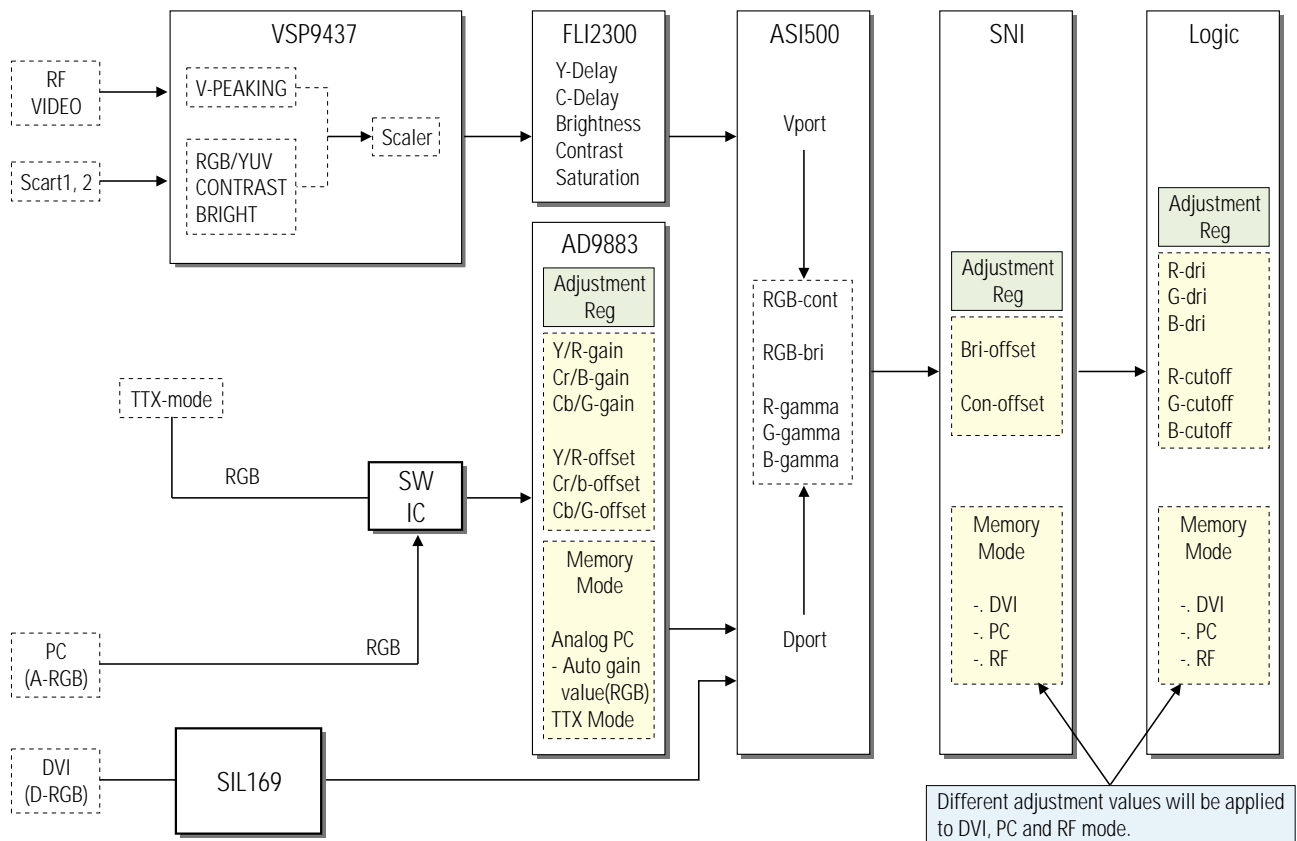 VSP9437
FLI2300
ASI500
SNI
Logic
RF
VIDEO
Scart1, 2
V-PEAKING
RGB/YUV
CONTRAST
BRIGHT
Scaler
Y-Delay
C-Delay
Brightness
Contrast
Saturation
AD9883
Adjustment
Reg
Y/R-gain
Cr/B-gain
Cb/G-gain
Y/R-offset
Cr/b-offset
Cb/G-offset
Memory
Mode
Analog PC
- Auto gain
value(RGB)
TTX Mode
TTX-mode
RGB
SW
IC
PC
(A-RGB)
RGB
DVI
(D-RGB)
SIL169
Vport
RGB-cont
RGB-bri
R-gamma
G-gamma
B-gamma
Dport
Adjustment
Reg
Bri-offset
Con-offset
Memory
Mode
-. DVI
-. PC
-. RF
Adjustment
Reg
R-dri
G-dri
B-dri
R-cutoff
G-cutoff
B-cutoff
Memory
Mode
-. DVI
-. PC
-. RF
Different adjustment values will be applied
to DVI, PC and RF mode.